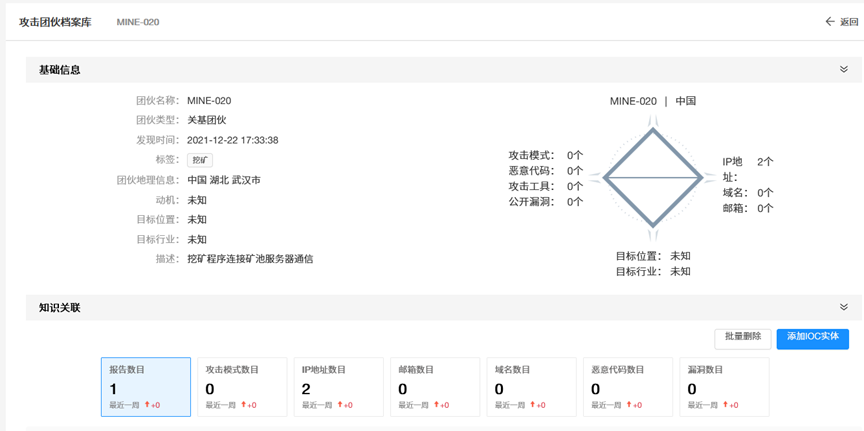 攻击团伙档案库 MINE-020 返回
基础信息
团伙名称： MINE-020
团伙类型： 关基团伙
发现时间： 2021-12-22 17:33:38
标签： 挖矿
团伙地理信息： 中国 湖北 武汉市
动机： 未知
目标位置： 未知
目标行业： 未知
描述： 挖矿程序连接矿池服务器通信
MINE-020 | 中国
攻击模式： 0个
恶意代码： 0个
攻击工具： 0个
公开漏洞： 0个
IP地 2个
址：
域名： 0个
邮箱： 0个
目标位置： 未知
目标行业： 未知
知识关联
批量删除 添加IOC实体
报告数目
1
最近一周 +0
攻击模式数目
0
最近一周 +0
IP地址数目
2
最近一周 +0
邮箱数目
0
最近一周 +0
域名数目
0
最近一周 +0
恶意代码数目
0
最近一周 +0
漏洞数目
0
最近一周 +0